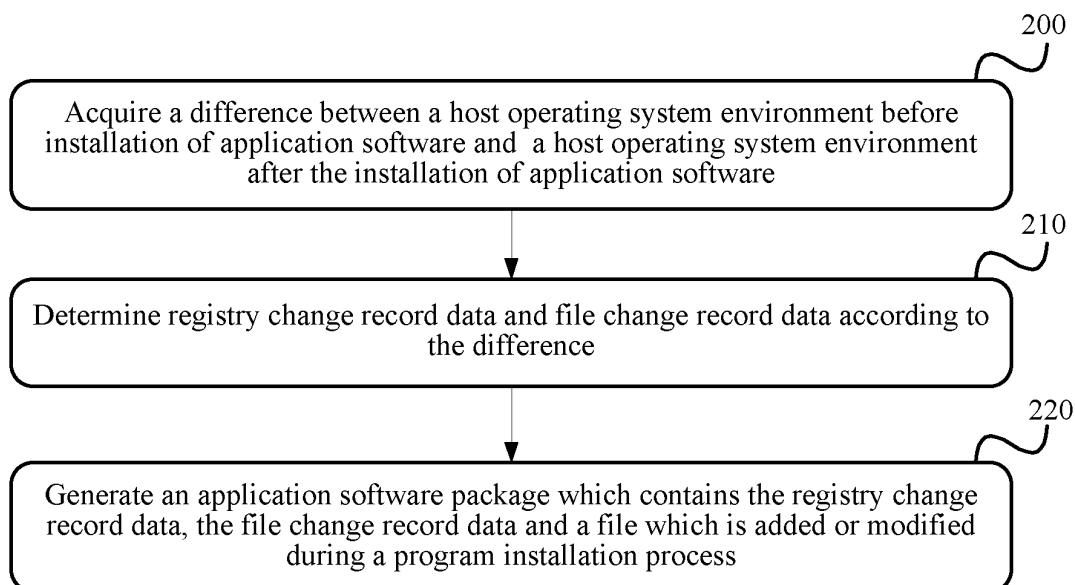 200
Acquire a difference between a host operating system environment before
installation of application software and a host operating system environment
after the installation of application software
210
Determine registry change record data and file change record data according to
the difference
220
Generate an application software package which contains the registry change
record data, the file change record data and a file which is added or modified
during a program installation process